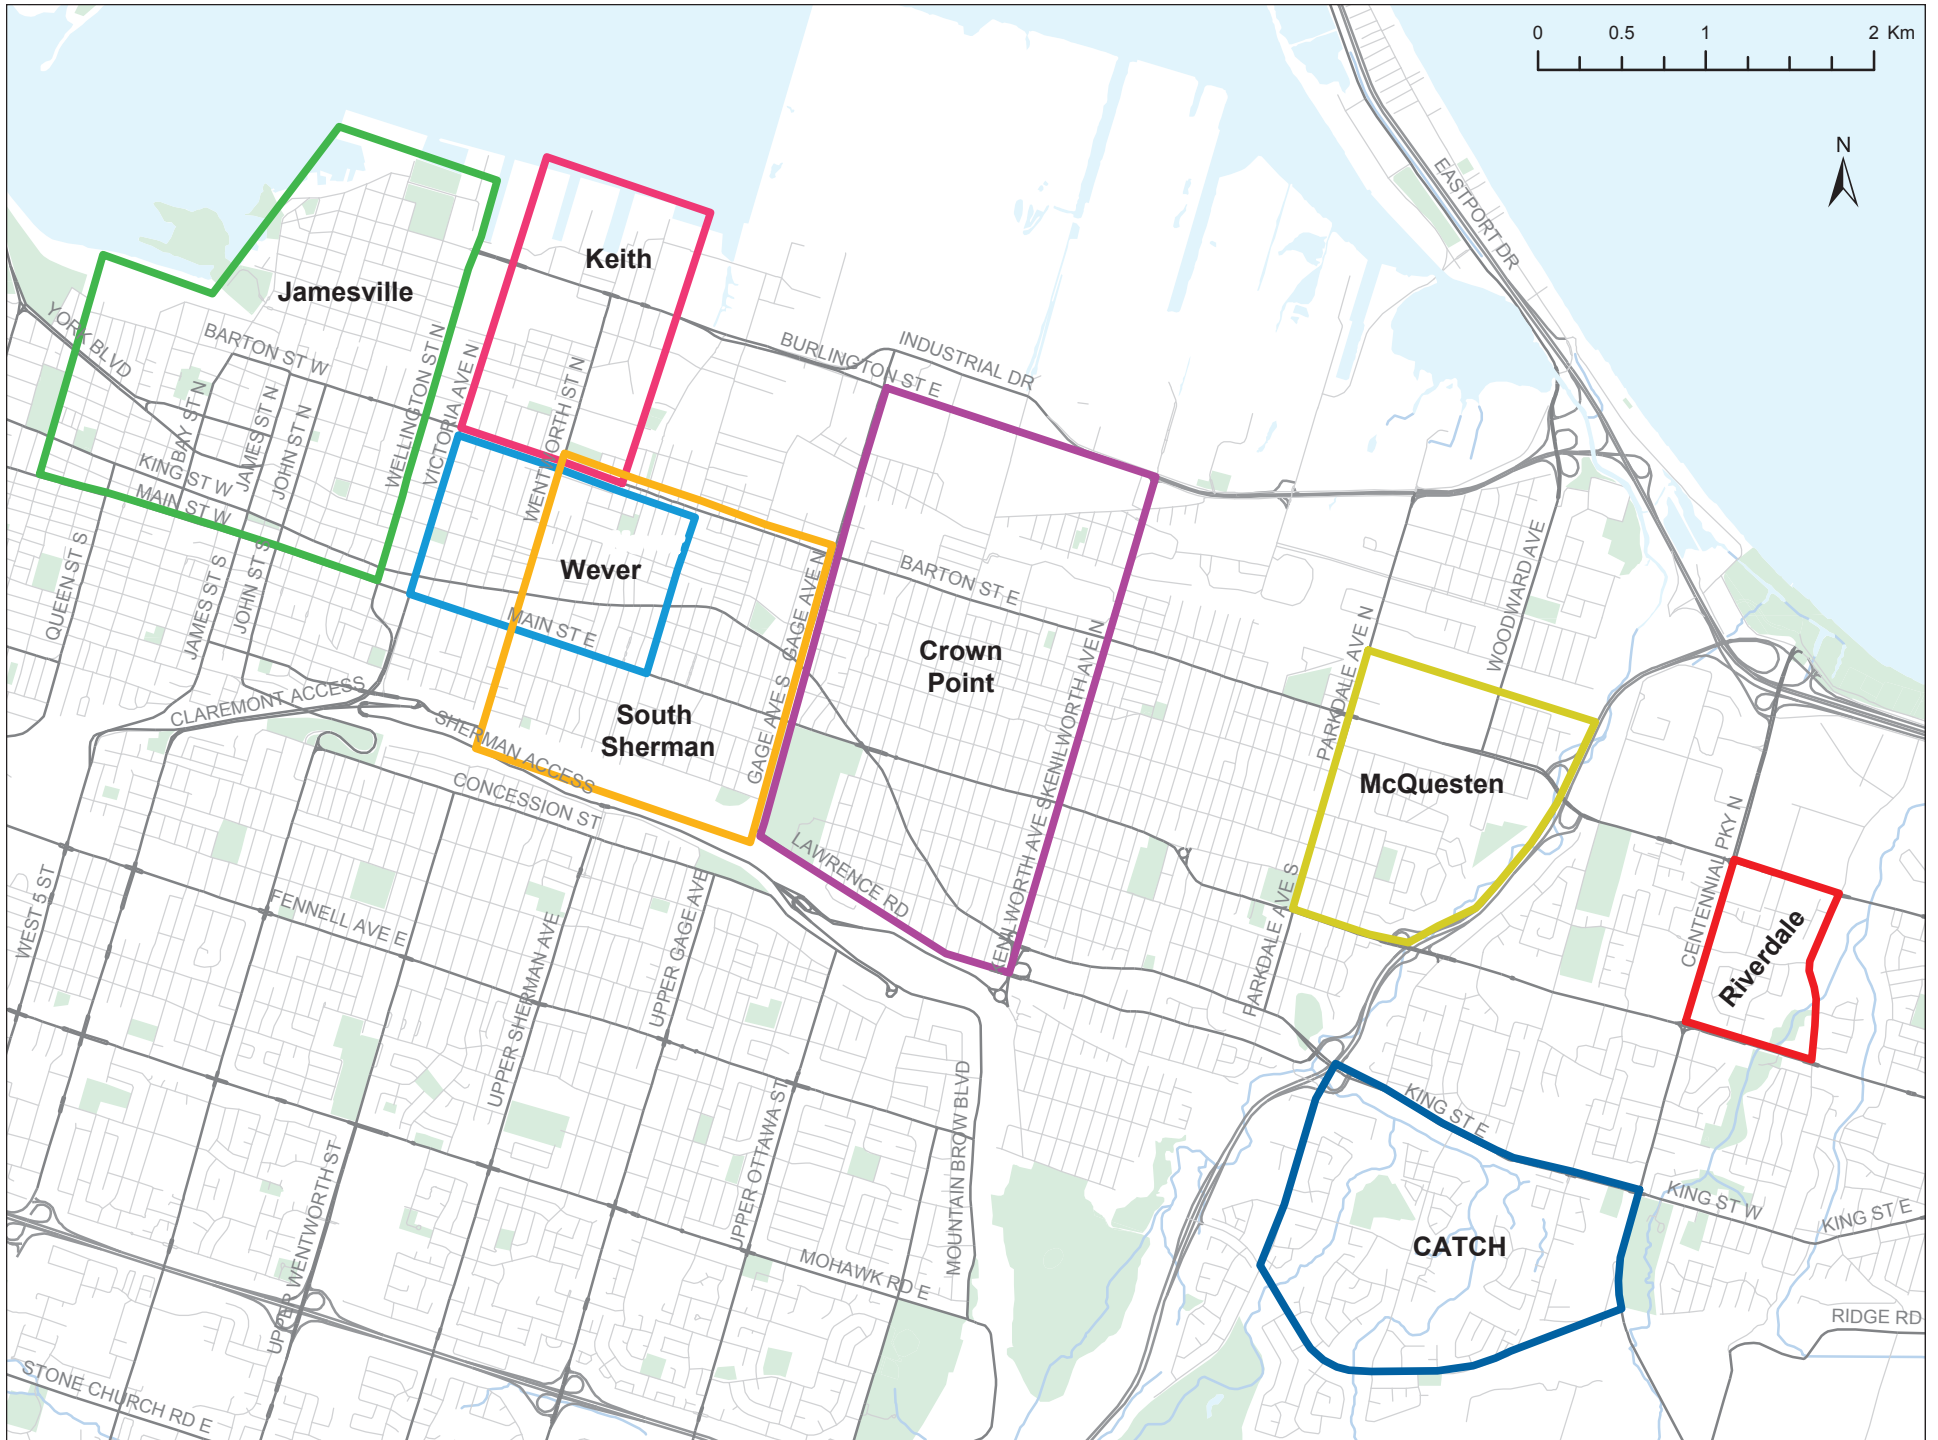 0 0.5 1 2 Km
N
EASTPORT DR
Keith
Jamesville
YORK BLVD
BARTON ST W
BURLINGTON ST E
INDUSTRIAL DR
WELLINGTON ST N
VICTORIA AVE N
WENTWORTH ST N
BAY ST N
JAMES ST N
JOHN ST N
KING ST W
MAIN ST W
QUEEN ST S
JAMES ST S
JOHN ST S
Wever
MAIN ST E
BARTON ST E
GAGE AVE N
GAGE AVE S
Crown
Point
KENILWORTH AVE N
KENILWORTH AVE S
PARKDALE AVE N
WOODWARD AVE
CLAREMONT ACCESS
SHERMAN ACCESS
South
Sherman
McQuesten
CONCESSION ST
LAWRENCE RD
PARKDALE AVE S
CENTENNIAL PKY N
Riverdale
WEST 5 ST
FENNELL AVE E
UPPER SHERMAN AVE
UPPER GAGE AVE
UPPER OTTAWA ST
MOUNTAIN BROW BLVD
KING ST E
UPPER WENTWORTH ST
MOHAWK RD E
CATCH
KING ST W
KING ST E
RIDGE RD
STONE CHURCH RD E